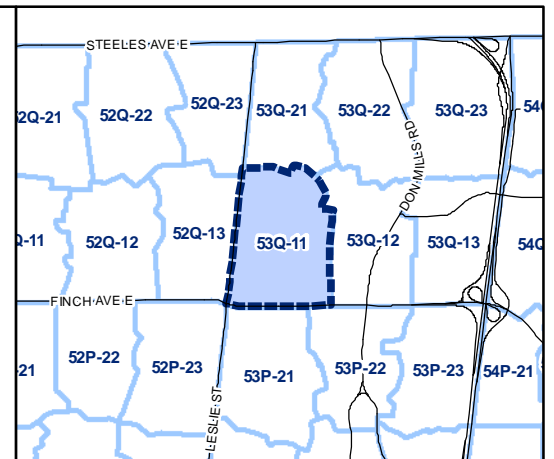 STEELES AVE E
2Q-21
52Q-22
52Q-23
53Q-21
53Q-22
53Q-23
54
DON MILLS RD
Q-11
52Q-12
52Q-13
53Q-11
53Q-12
53Q-13
54Q
FINCH AVE E
21
52P-22
52P-23
53P-21
53P-22
53P-23
54P-21
LESLIE ST